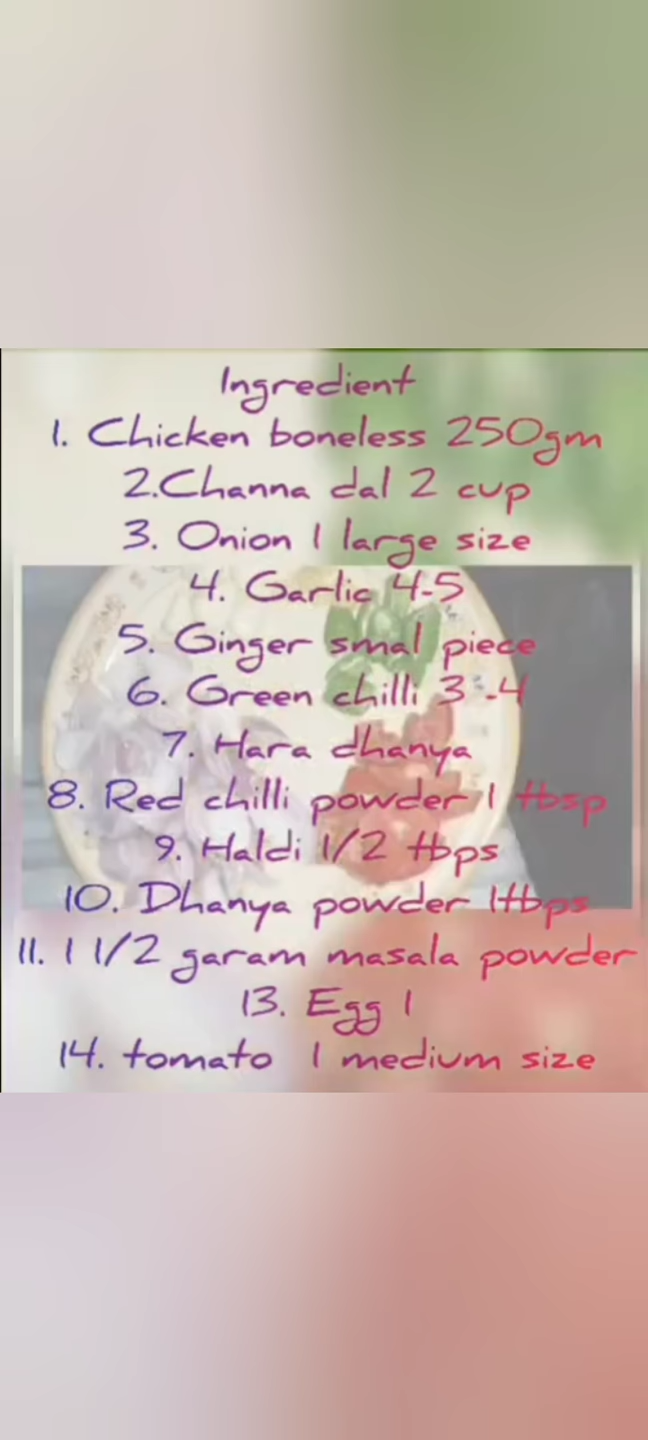 Ingredient
1. Chicken boneless 250gm
2.Channa dal 2 cup
3. Onion 1 large size
4. Garlic 4-5
5. Ginger smal piece
6. Green chilli 3 -4
7. Hara dhanya
8. Red chilli powder 1 tbsp
9. Haldi 1/2 tbps
10. Dhanya powder 1tbps
11. 1 1/2 garam masala powder
13. Egg 1
14. tomato 1 medium size